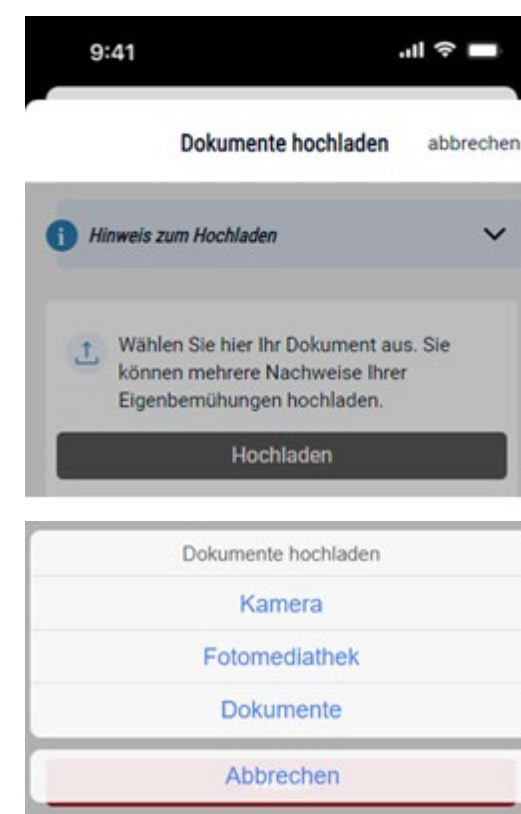 9:41
Dokumente hochladen abbrechen
Hinweis zum Hochladen
Wählen Sie hier Ihr Dokument aus. Sie
können mehrere Nachweise Ihrer
Eigenbemühungen hochladen.
Hochladen
Dokumente hochladen
Kamera
Fotomediathek
Dokumente
Abbrechen